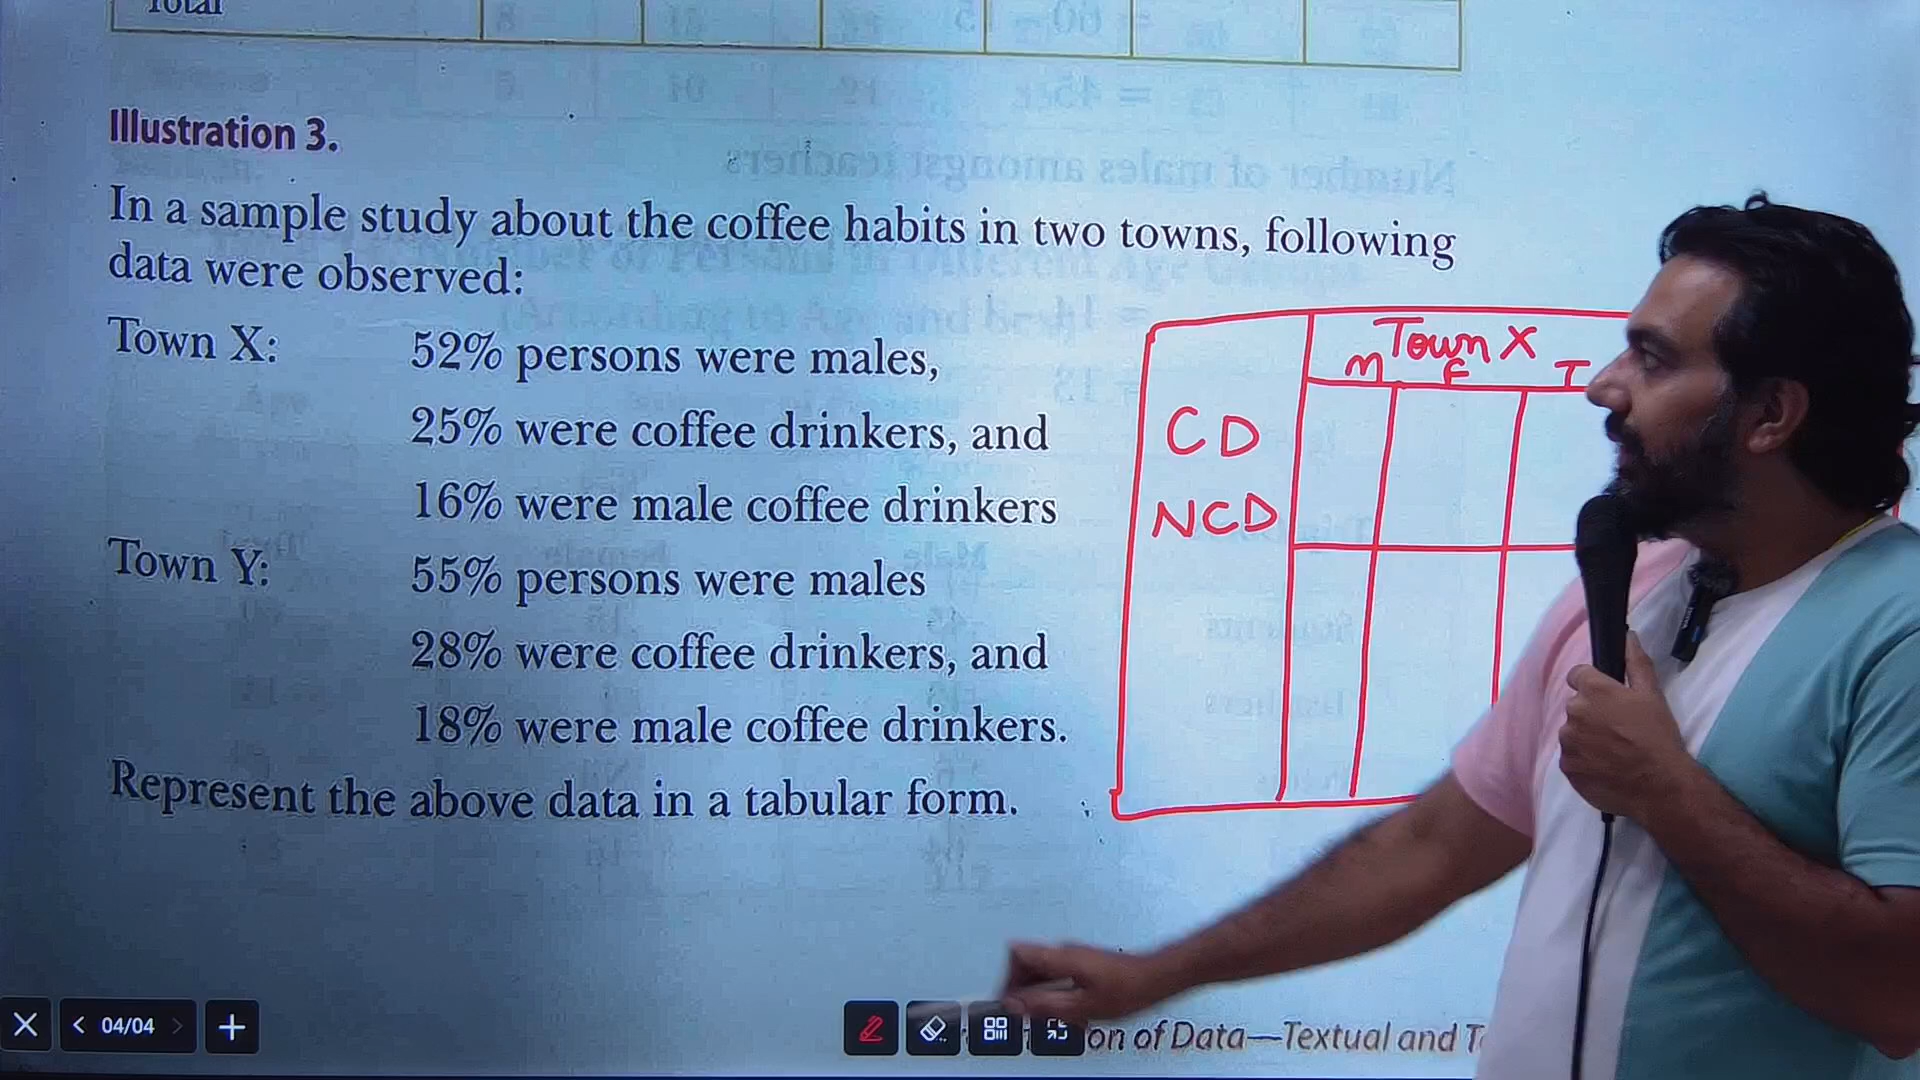 Total
Illustration 3.
In a sample study about the coffee habits in two towns, following
data were observed:
Town X: 52% persons were males,
25% were coffee drinkers, and
16% were male coffee drinkers
Town Y: 55% persons were males
28% were coffee drinkers, and
18% were male coffee drinkers.
Represent the above data in a tabular form.
Town X
M F T
CD
NCD
04/04
on of Data—Textual and T